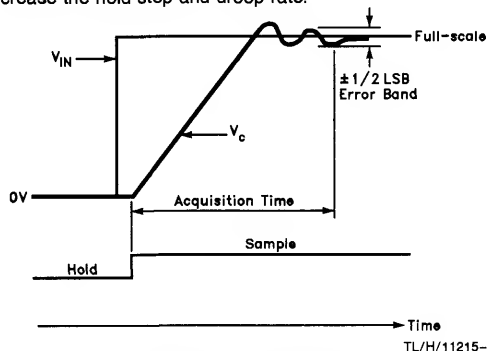 crease the hold step and droop rate.
Full-scale
VIN
±1/2 LSB
Error Band
Vc
0V
Acquisition Time
Sample
Hold
Time
TL/H/11215-